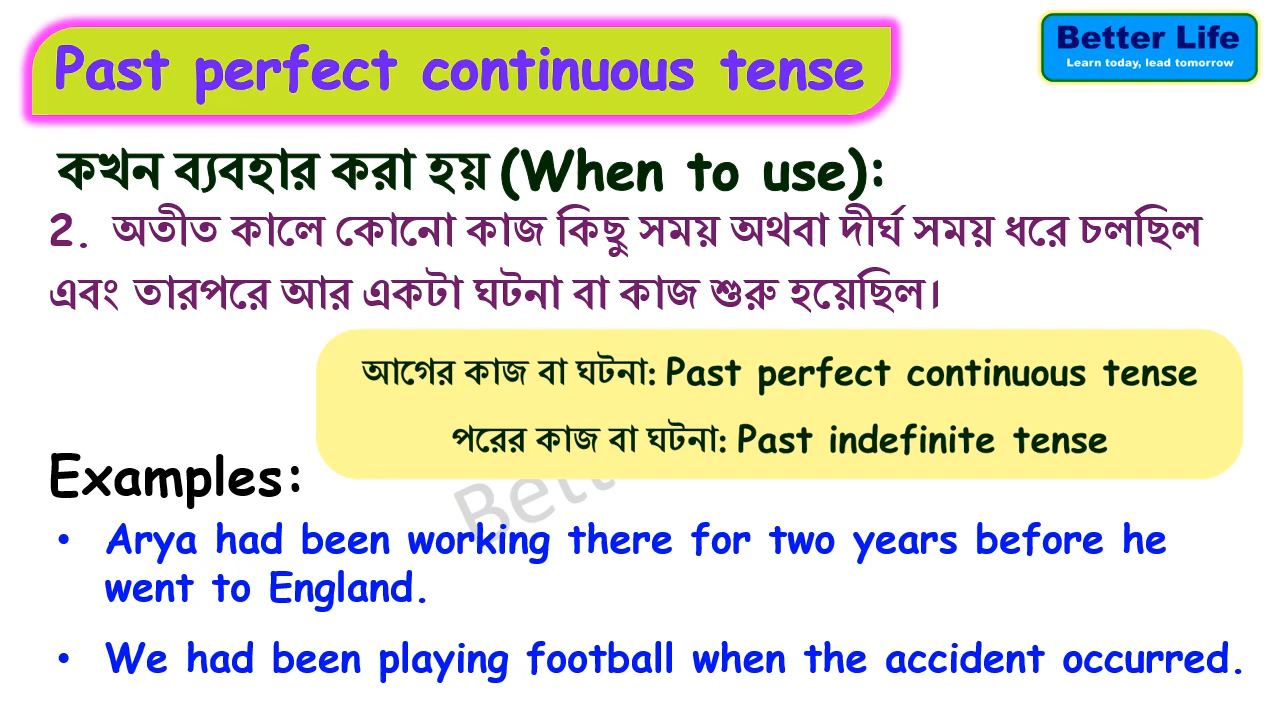 Past perfect continuous tense
Better Life
Learn today, lead tomorrow
কখন ব্যবহার করা হয় (When to use):
2. অতীত কালে কোনো কাজ কিছু সময় অথবা দীর্ঘ সময় ধরে চলছিল
এবং তারপরে আর একটা ঘটনা বা কাজ শুরু হয়েছিল।
আগের কাজ বা ঘটনা: Past perfect continuous tense
পরের কাজ বা ঘটনা: Past indefinite tense
Examples:
Bett
• Arya had been working there for two years before he
went to England.
• We had been playing football when the accident occurred.